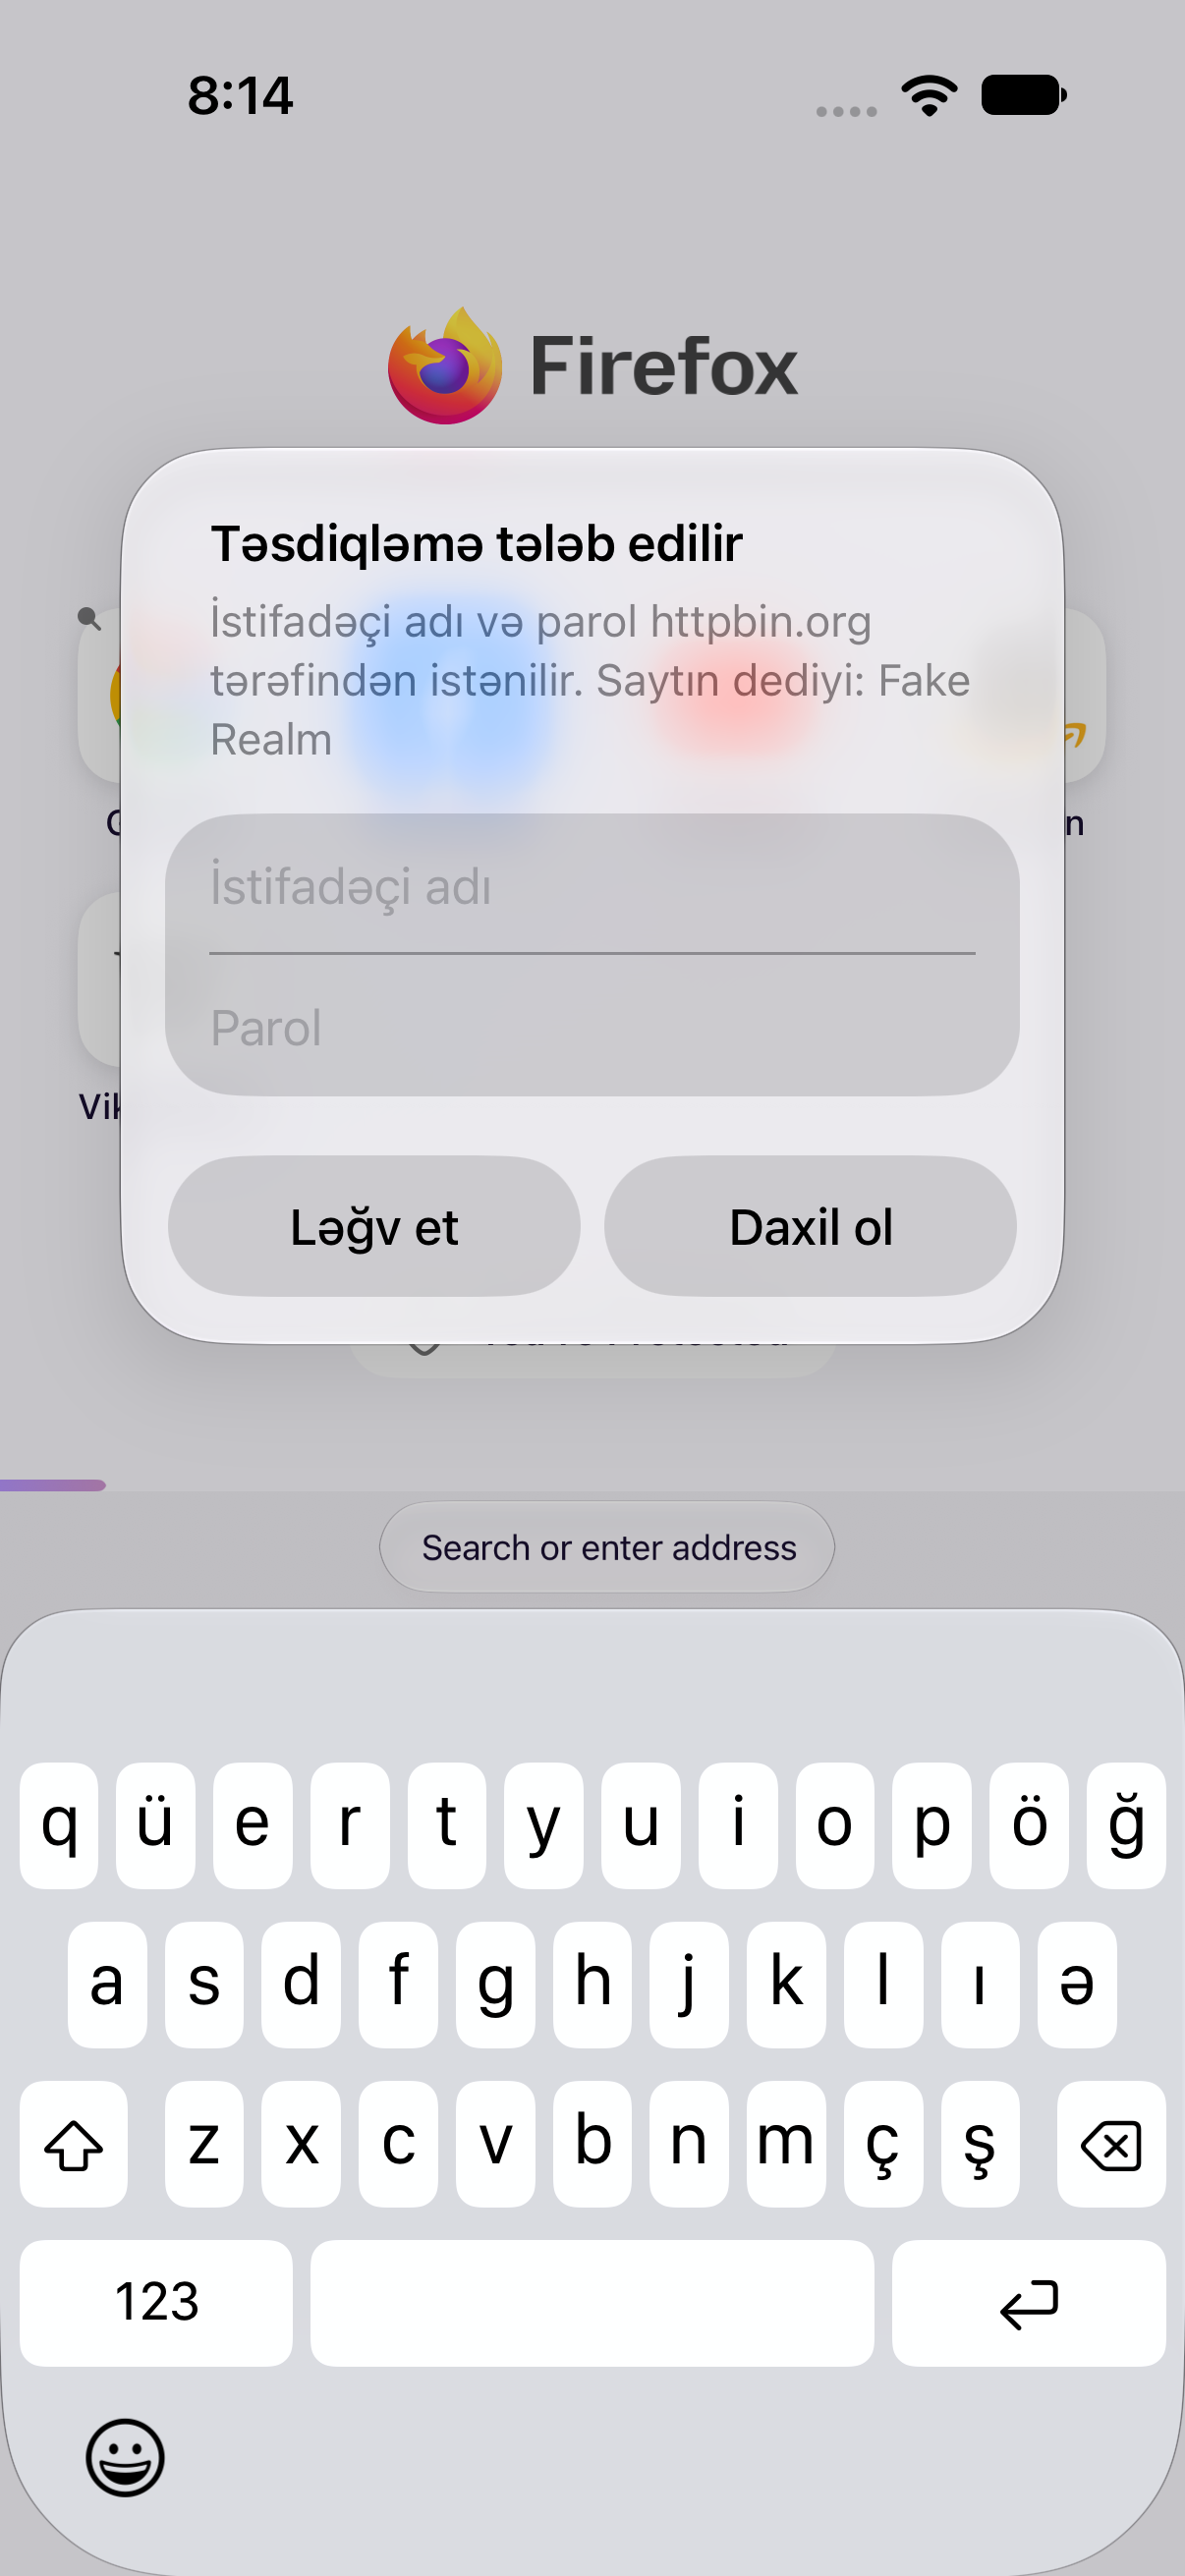 8:14
Firefox
Təsdiqləmə tələb edilir
İstifadəçi adı və parol httpbin.org
tərəfindən istənilir. Saytın dediyi: Fake
Realm
İstifadəçi adı
Parol
Ləğv et
Daxil ol
Search or enter address
q ü e r t y u i o p ö ğ
a s d f g h j k l ı ə
z x c v b n m ç ş
123